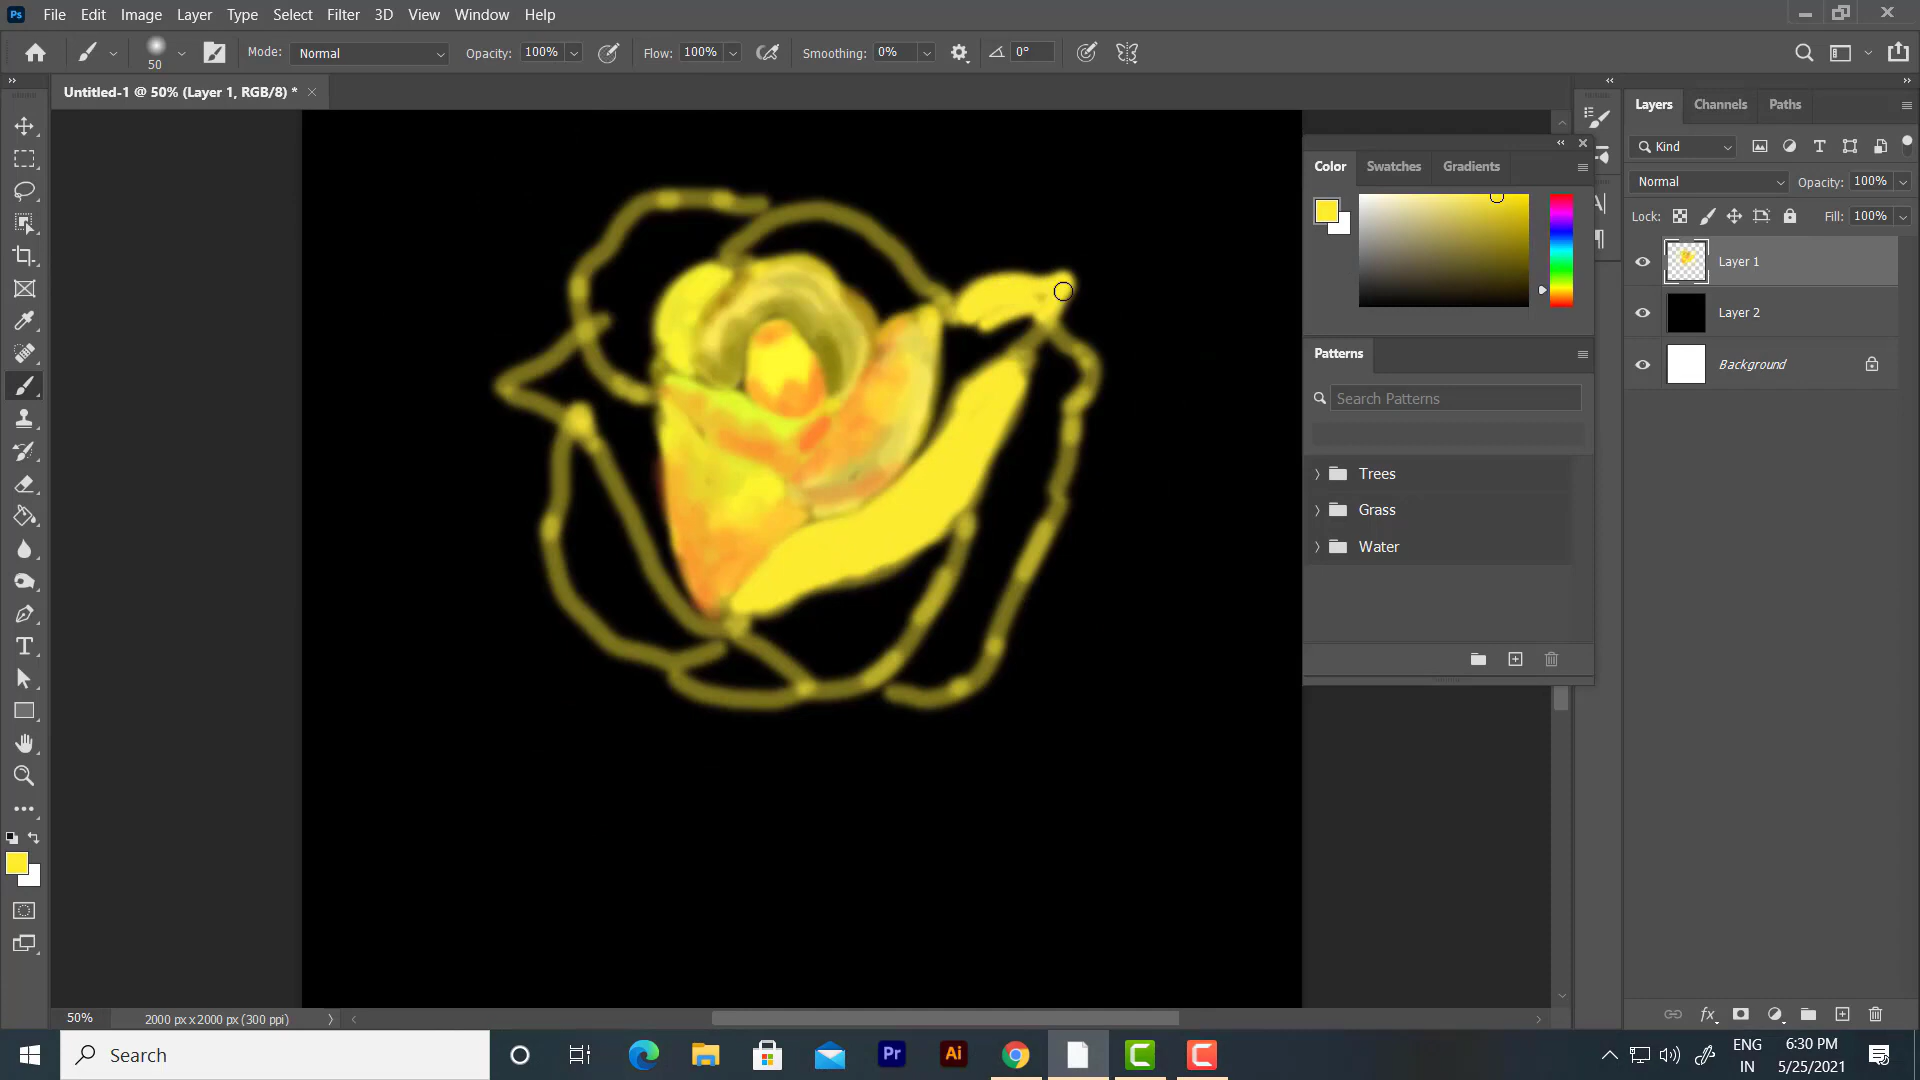 Ps File Edit Image Layer Type Select Filter 3D View Window Help
50 Mode: Normal Opacity: 100% Flow: 100% Smoothing: 0% 0°
Untitled-1 @ 50% (Layer 1, RGB/8) *
Layers Channels Paths
Kind
Normal Opacity: 100%
Lock: Fill: 100%
Layer 1
Layer 2
Background
Color Swatches Gradients
Patterns
Search Patterns
Trees
Grass
Water
50% 2000 px x 2000 px (300 ppi)
Search
Pr Ai
ENG
IN
6:30 PM
5/25/2021